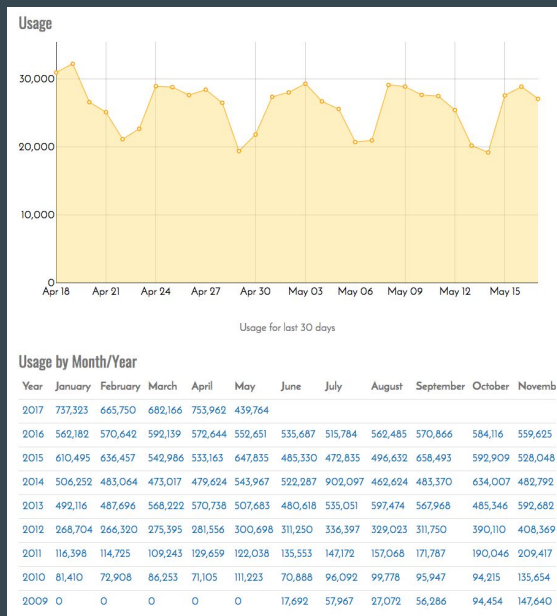 Usage
30,000
20,000
10,000
0
Apr 18 Apr 21 Apr 24 Apr 27 Apr 30 May 03 May 06 May 09 May 12 May 15
Usage for last 30 days
Usage by Month/Year
Year January February March April May June July August September October Novemb
2017 737,323 665,750 682,166 753,962 439,764
2016 562,182 570,642 592,139 572,644 552,651 535,687 515,784 562,485 570,866 584,116 559,625
2015 610,495 636,457 542,986 533,163 647,835 485,330 472,835 496,632 658,493 592,909 528,048
2014 506,252 483,064 473,017 479,624 543,967 522,287 902,097 462,624 483,370 634,007 482,792
2013 492,116 487,696 568,222 570,738 507,683 480,618 535,051 597,474 567,968 485,346 592,682
2012 268,704 266,320 275,395 281,556 300,698 311,250 336,397 329,023 311,750 390,110 408,369
2011 116,398 114,725 109,243 129,659 122,038 135,553 147,172 157,068 171,787 190,046 209,417
2010 81,410 72,908 86,253 71,105 111,223 70,888 96,092 99,778 95,947 94,215 135,654
2009 0 0 0 0 0 17,692 57,967 27,072 56,286 94,454 147,640